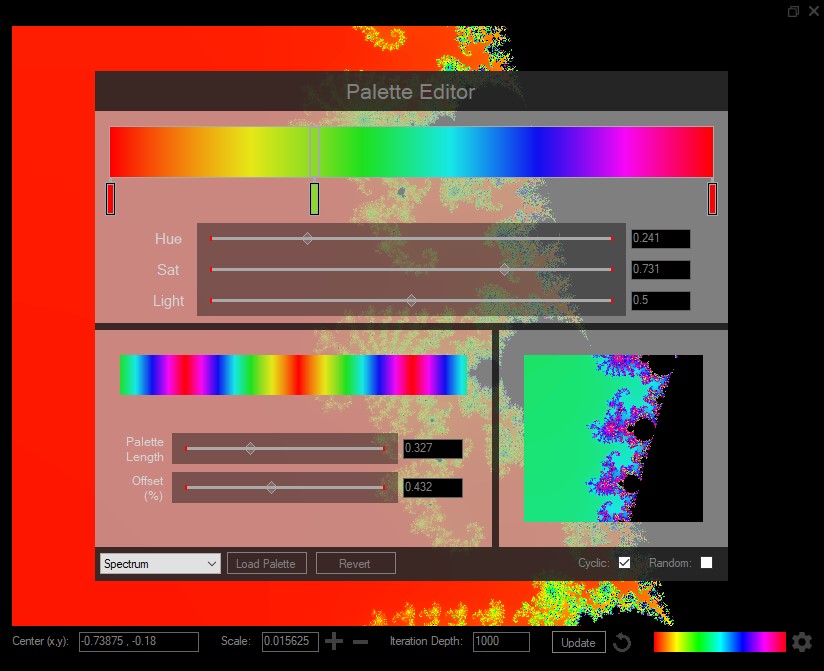 Palette Editor
Hue 0.241
Sat 0.731
Light 0.5
Palette
Length 0.327
Offset
(%) 0.432
Spectrum Load Palette Revert Cyclic: Random:
Center (x,y): -0.73875 , -0.18 Scale: 0.015625 Iteration Depth: 1000 Update